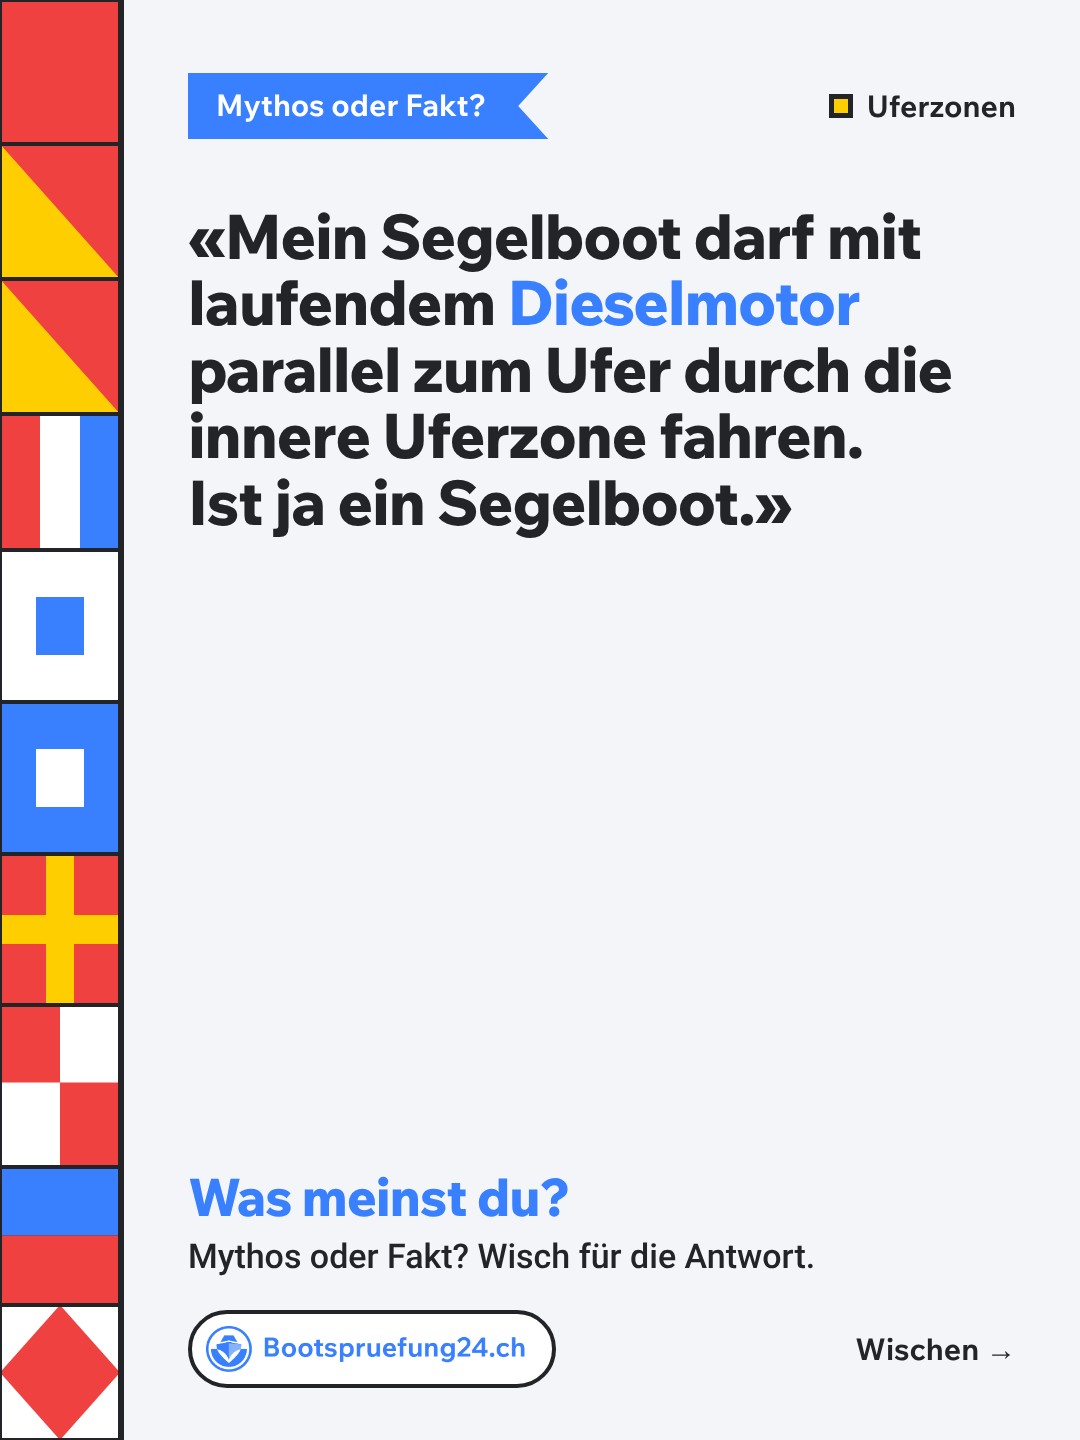 Mythos oder Fakt?
Uferzonen
«Mein Segelboot darf mit
laufendem Dieselmotor
parallel zum Ufer durch die
innere Uferzone fahren.
Ist ja ein Segelboot.»
Was meinst du?
Mythos oder Fakt? Wisch für die Antwort.
Bootspruefung24.ch
Wischen →